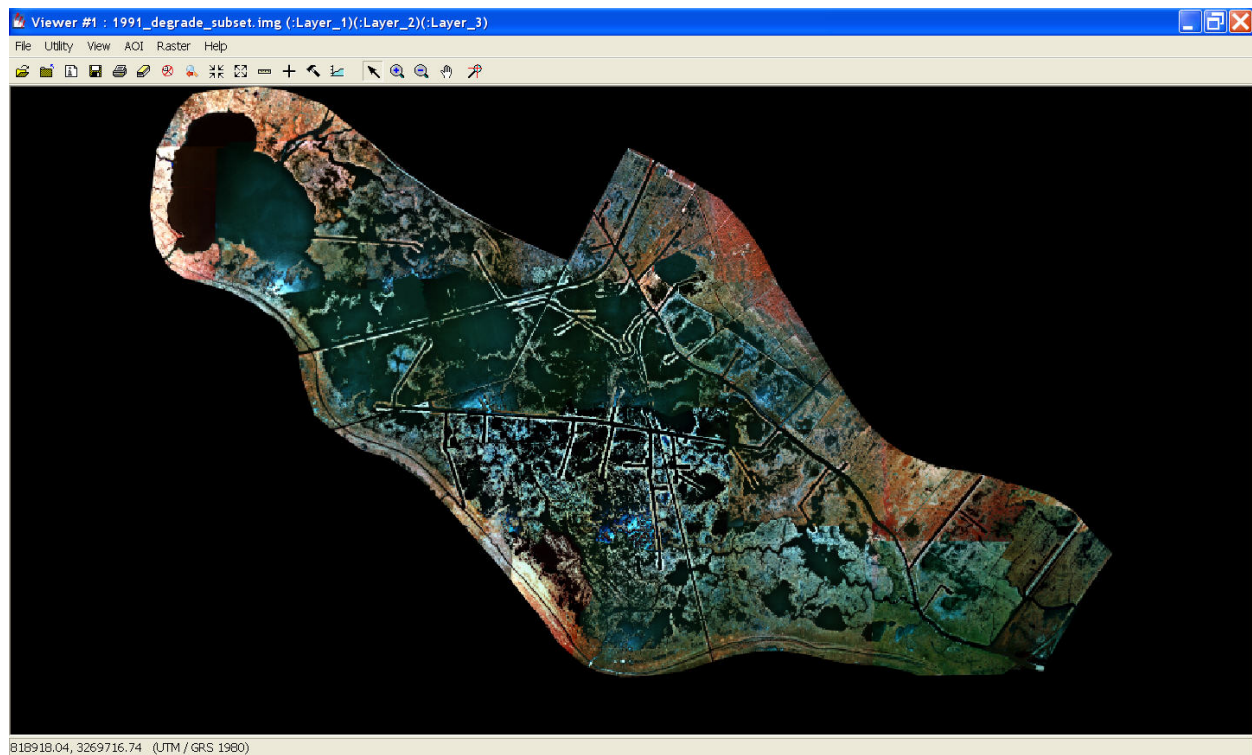 Viewer #1 : 1991_degrade_subset.img (:Layer_1)(:Layer_2)(:Layer_3)
File Utility View AOI Raster Help
818918.04, 3269716.74 (UTM / GRS 1980)